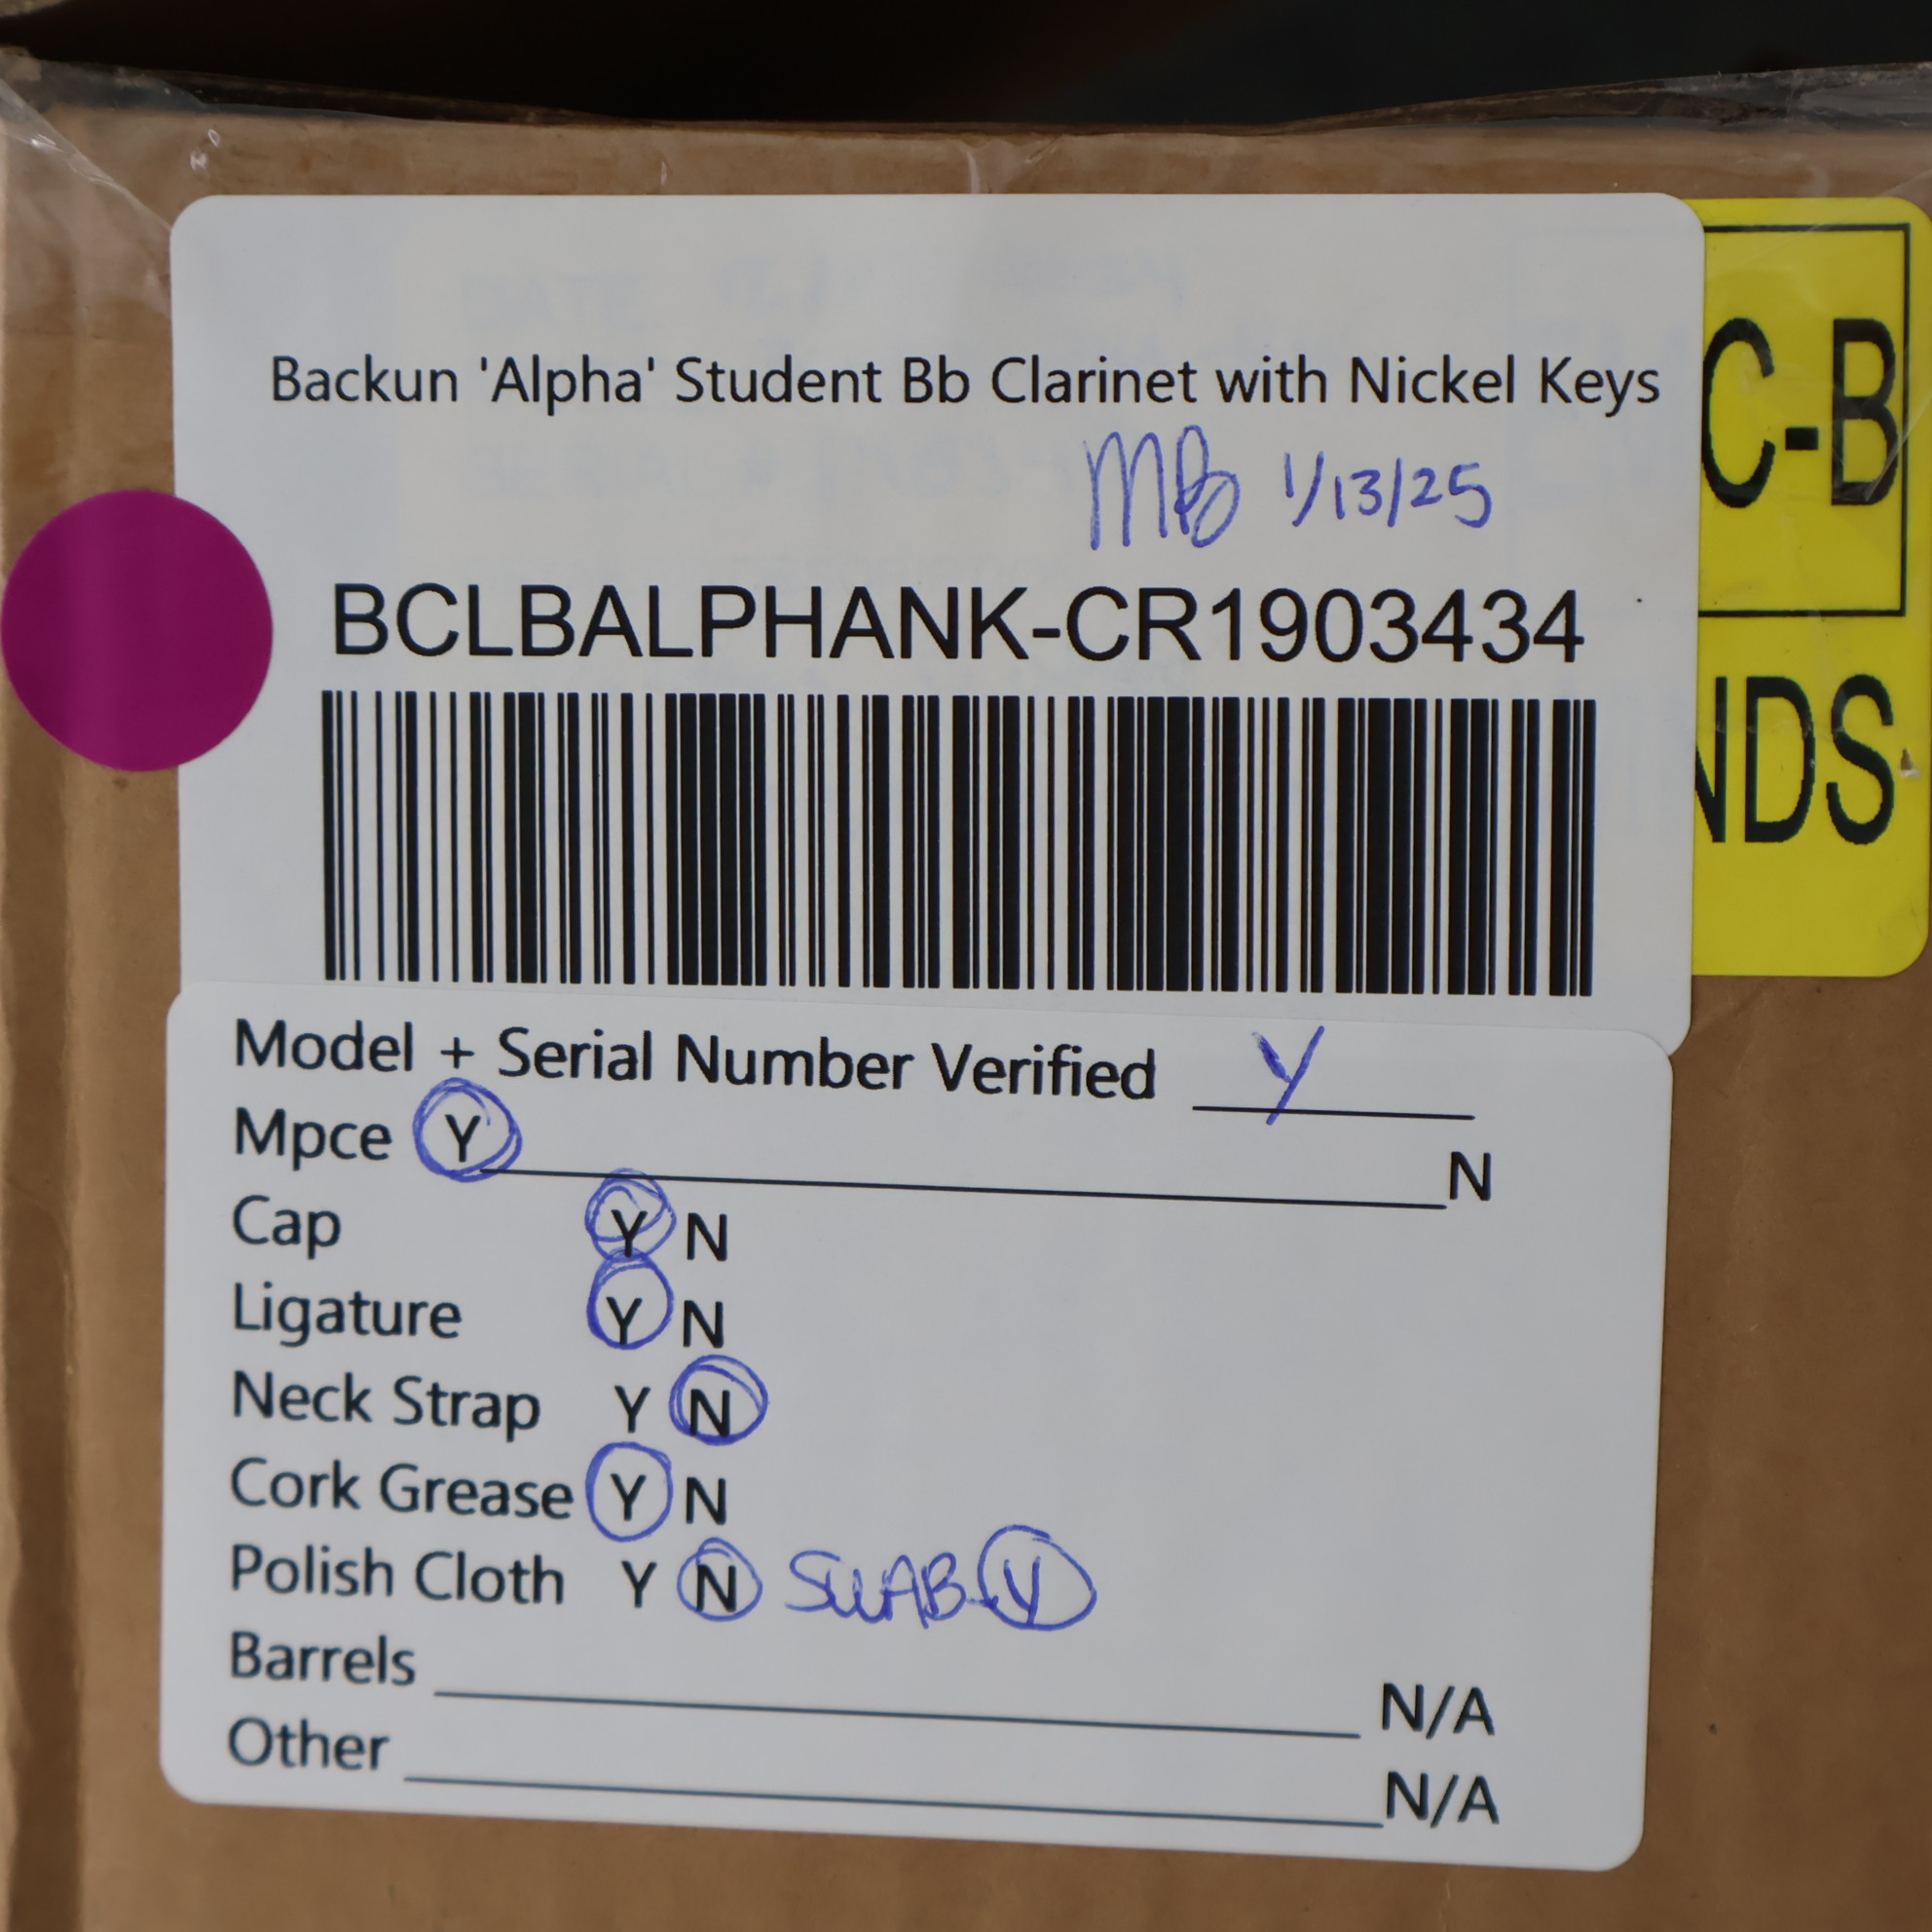 Backun 'Alpha' Student Bb Clarinet with Nickel Keys
MB 1/13/25
BCLBALPHANK-CR1903434
C-B
NDS
Model + Serial Number Verified Y
Mpce Y N
Cap Y N
Ligature Y N
Neck Strap Y N
Cork Grease Y N
Polish Cloth Y N SWAB Y
Barrels N/A
Other N/A